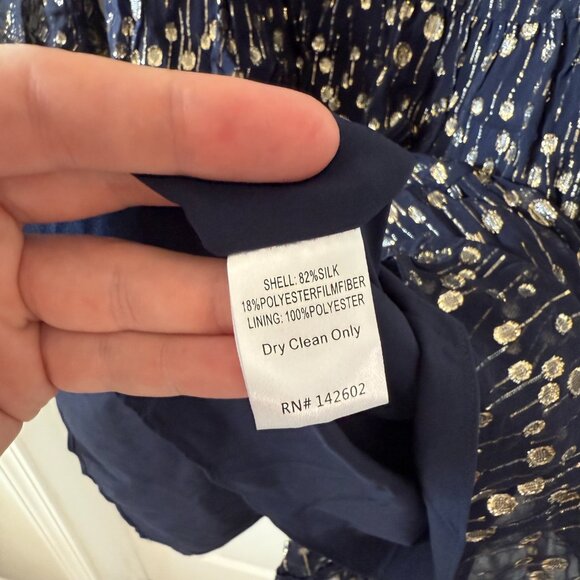 SHELL: 82%SILK
18%POLYESTERFILMFIBER
LINING: 100%POLYESTER
Dry Clean Only
RN# 142602